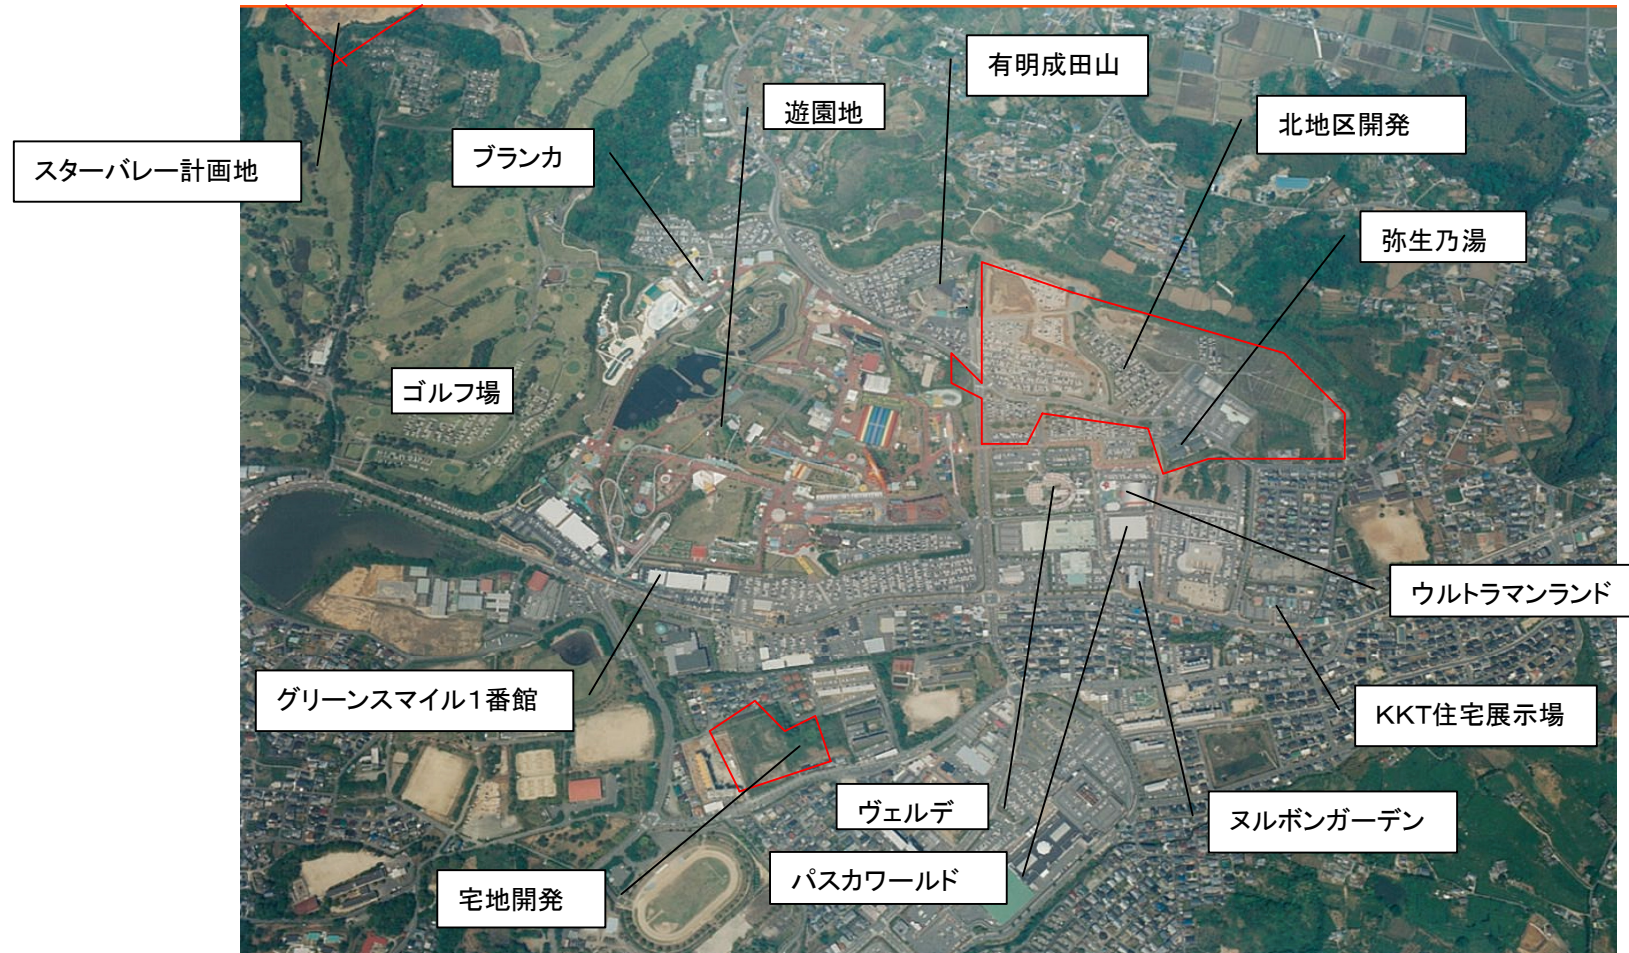 有明成田山
遊園地
北地区開発
スターバレー計画地
ブランカ
弥生乃湯
ゴルフ場
ウルトラマンランド
グリーンスマイル1番館
KKT住宅展示場
ヴェルデ
ヌルボンガーデン
パスカワールド
宅地開発